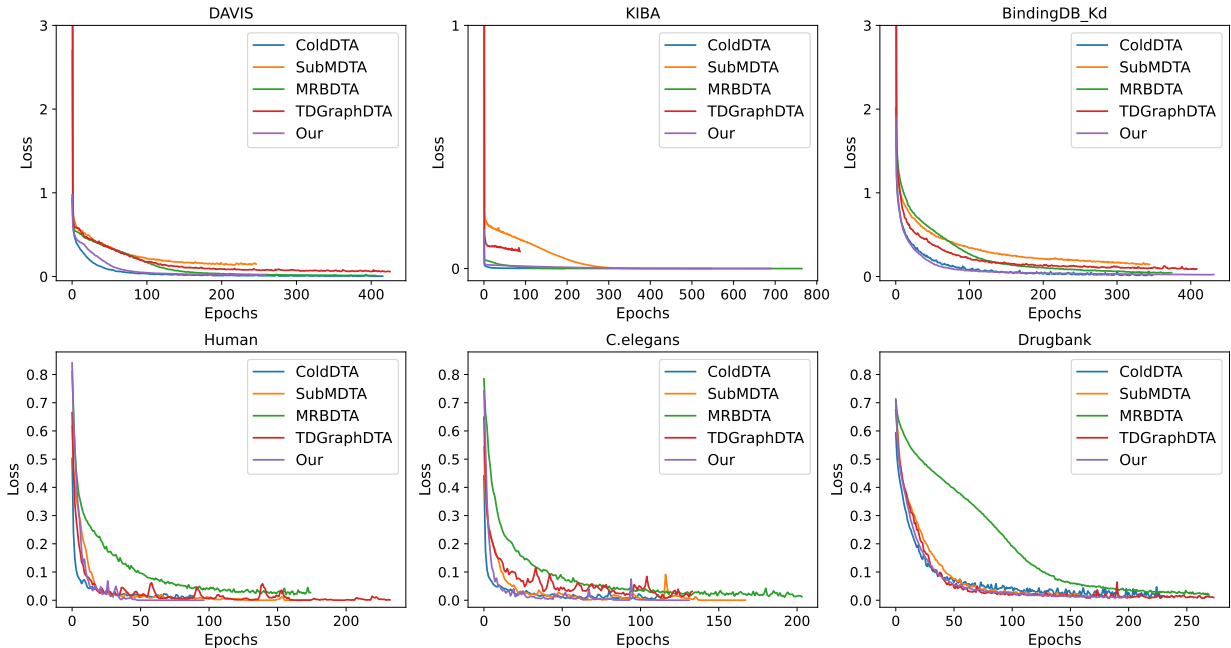 DAVIS
3
2
1
0
Loss
0
100
200
300
400
Epochs
ColdDTA
SubMDTA
MRBDTA
TDGraphDTA
Our
KIBA
1
0
Loss
0
100
200
300
400
500
600
700
800
Epochs
ColdDTA
SubMDTA
MRBDTA
TDGraphDTA
Our
BindingDB_Kd
3
2
1
0
Loss
0
100
200
300
400
Epochs
ColdDTA
SubMDTA
MRBDTA
TDGraphDTA
Our
Human
0.8
0.7
0.6
0.5
0.4
0.3
0.2
0.1
0.0
Loss
0
50
100
150
200
Epochs
ColdDTA
SubMDTA
MRBDTA
TDGraphDTA
Our
C.elegans
0.8
0.7
0.6
0.5
0.4
0.3
0.2
0.1
0.0
Loss
0
50
100
150
200
Epochs
ColdDTA
SubMDTA
MRBDTA
TDGraphDTA
Our
Drugbank
0.8
0.7
0.6
0.5
0.4
0.3
0.2
0.1
0.0
Loss
0
50
100
150
200
250
Epochs
ColdDTA
SubMDTA
MRBDTA
TDGraphDTA
Our